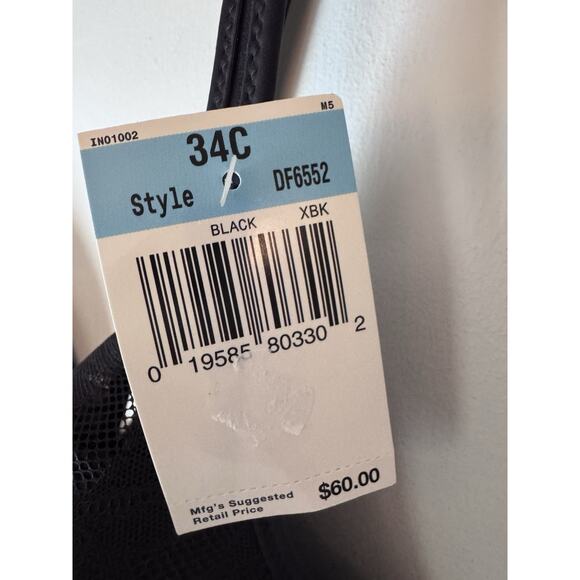 IN01002 M5
34C
Style DF6552
BLACK XBK
0 19585 80330 2
Mfg's Suggested
Retail Price $60.00